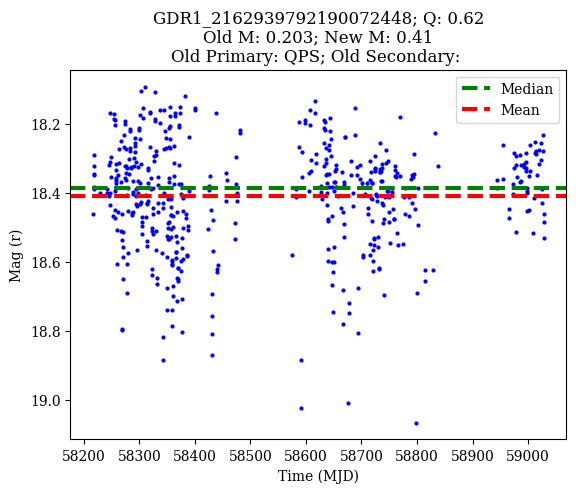 GDR1_2162939792190072448; Q: 0.62
Old M: 0.203; New M: 0.41
Old Primary: QPS; Old Secondary:
Median
Mean
Mag (r)
18.2
18.4
18.6
18.8
19.0
58200 58300 58400 58500 58600 58700 58800 58900 59000
Time (MJD)